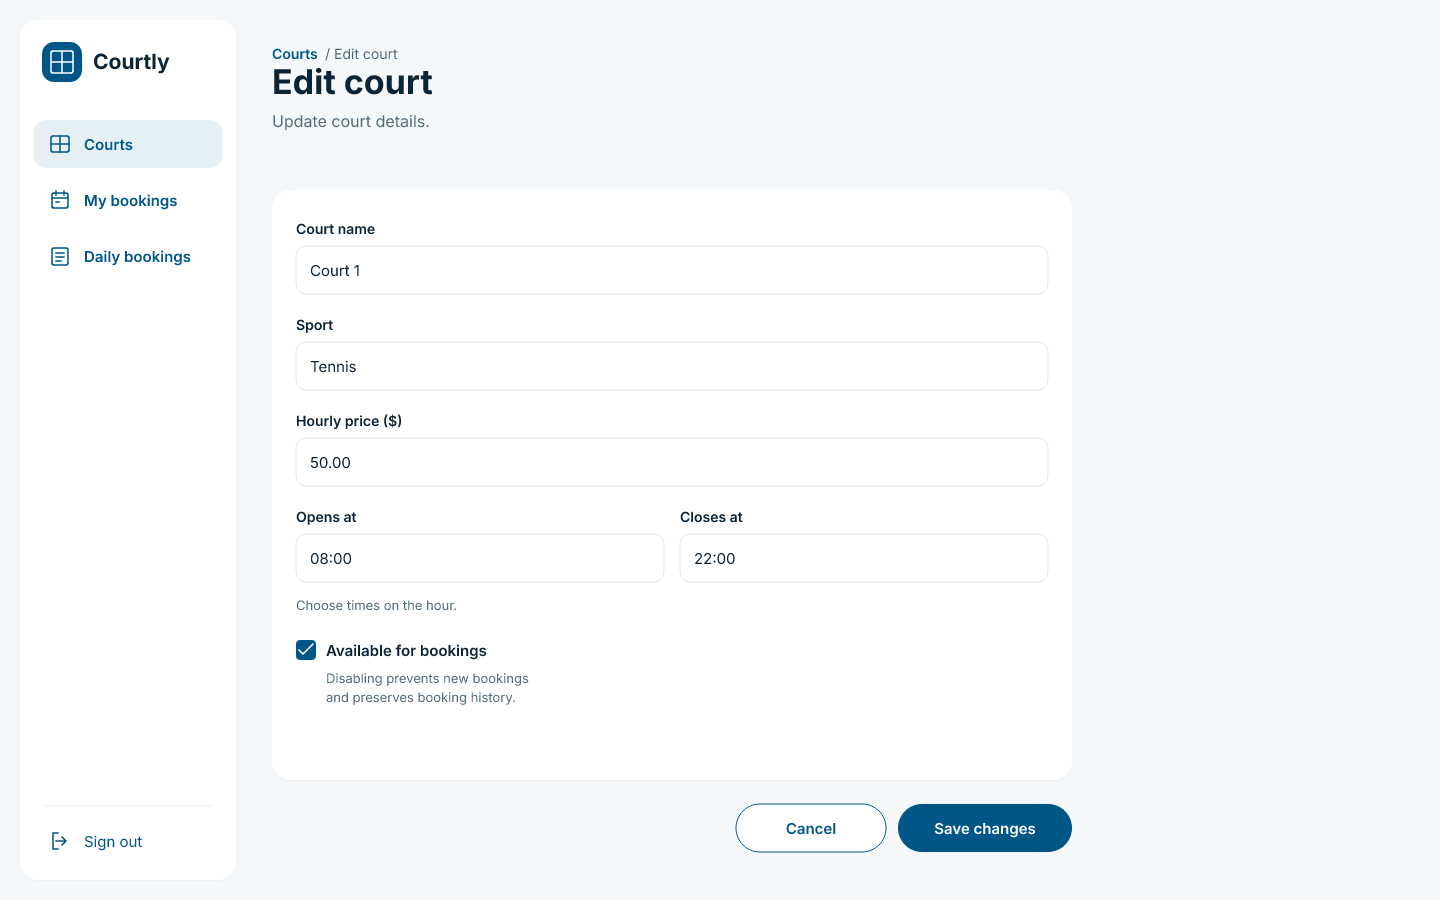 Courtly
Courts
My bookings
Daily bookings
Sign out
Courts / Edit court
Edit court
Update court details.
Court name
Court 1
Sport
Tennis
Hourly price ($)
50.00
Opens at
Closes at
08:00
22:00
Choose times on the hour.
Available for bookings
Disabling prevents new bookings
and preserves booking history.
Cancel
Save changes